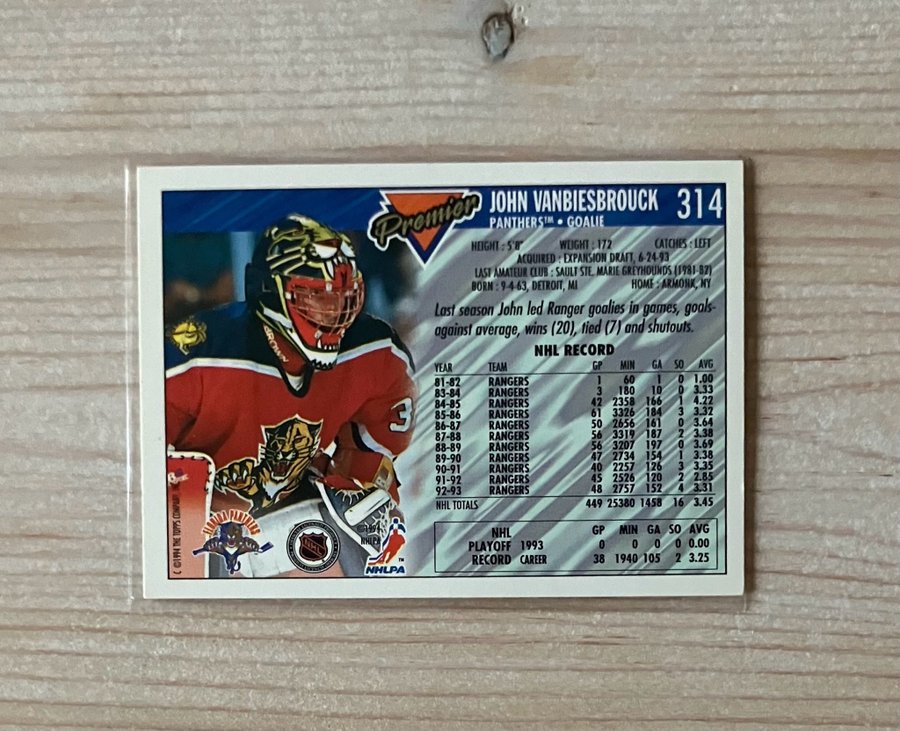 Premier
JOHN VANBIESBROUCK 314
PANTHERS™ • GOALIE
HEIGHT : 5'8" WEIGHT : 172 CATCHES : LEFT
ACQUIRED : EXPANSION DRAFT, 6-24-93
LAST AMATEUR CLUB : SAULT STE. MARIE GREYHOUNDS (1981-82)
BORN : 9-4-63, DETROIT, MI HOME : ARMONK, NY
Last season John led Ranger goalies in games, goals-
against average, wins (20), tied (7) and shutouts.
NHL RECORD
YEAR TEAM GP MIN GA SO AVG
81-82 RANGERS 1 60 1 0 1.00
83-84 RANGERS 3 180 10 0 3.33
84-85 RANGERS 42 2358 166 1 4.22
85-86 RANGERS 61 3326 184 3 3.32
86-87 RANGERS 50 2656 161 0 3.64
87-88 RANGERS 56 3319 187 2 3.38
88-89 RANGERS 56 3207 197 0 3.69
89-90 RANGERS 47 2734 154 1 3.38
90-91 RANGERS 40 2257 126 3 3.35
91-92 RANGERS 45 2526 120 2 2.85
92-93 RANGERS 48 2757 152 4 3.31
NHL TOTALS 449 25380 1458 16 3.45
NHL GP MIN GA SO AVG
PLAYOFF 1993 0 0 0 0 0.00
RECORD CAREER 38 1940 105 2 3.25
BROWN
3
FLORIDA PANTHERS
NHL
©1994
NHLPA
NHLPA
™
C ©1994 THE TOPPS COMPANY, INC.